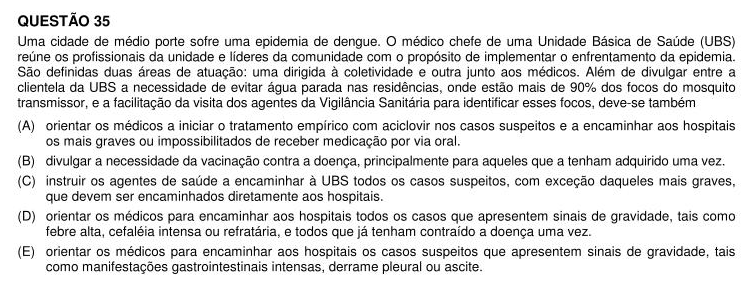 QUESTÃO 35
Uma cidade de médio porte sofre uma epidemia de dengue. O médico chefe de uma Unidade Básica de Saúde (UBS)
reúne os profissionais da unidade e líderes da comunidade com o propósito de implementar o enfrentamento da epidemia.
São definidas duas áreas de atuação: uma dirigida à coletividade e outra junto aos médicos. Além de divulgar entre a
clientela da UBS a necessidade de evitar água parada nas residências, onde estão mais de 90% dos focos do mosquito
transmissor, e a facilitação da visita dos agentes da Vigilância Sanitária para identificar esses focos, deve-se também
(A) orientar os médicos a iniciar o tratamento empírico com aciclovir nos casos suspeitos e a encaminhar aos hospitais
os mais graves ou impossibilitados de receber medicação por via oral.
(B) divulgar a necessidade da vacinação contra a doença, principalmente para aqueles que a tenham adquirido uma vez.
(C) instruir os agentes de saúde a encaminhar à UBS todos os casos suspeitos, com exceção daqueles mais graves,
que devem ser encaminhados diretamente aos hospitais.
(D) orientar os médicos para encaminhar aos hospitais todos os casos que apresentem sinais de gravidade, tais como
febre alta, cefaléia intensa ou refratária, e todos que já tenham contraído a doença uma vez.
(E) orientar os médicos para encaminhar aos hospitais os casos suspeitos que apresentem sinais de gravidade, tais
como manifestações gastrointestinais intensas, derrame pleural ou ascite.